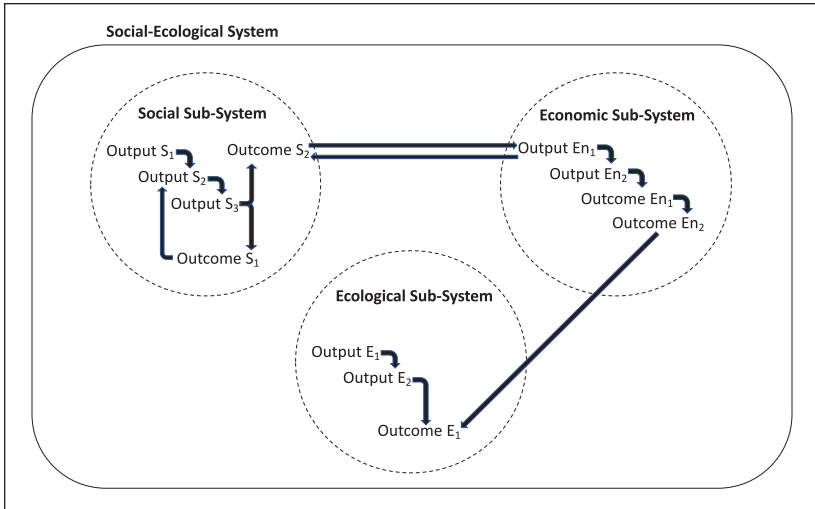 Social-Ecological System
Social Sub-System
Output S₁
Output S₂
Output S₃
Outcome S₂
Outcome S₁
Economic Sub-System
Output En₁
Output En₂
Outcome En₁
Outcome En₂
Ecological Sub-System
Output E₁
Output E₂
Outcome E₁